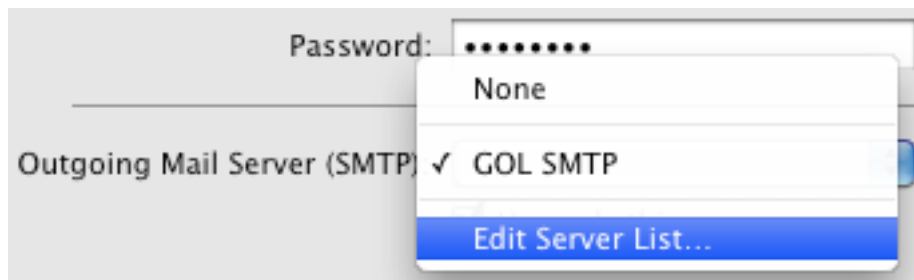 Password: ••••••••
None
Outgoing Mail Server (SMTP) ✓ GOL SMTP
Edit Server List...